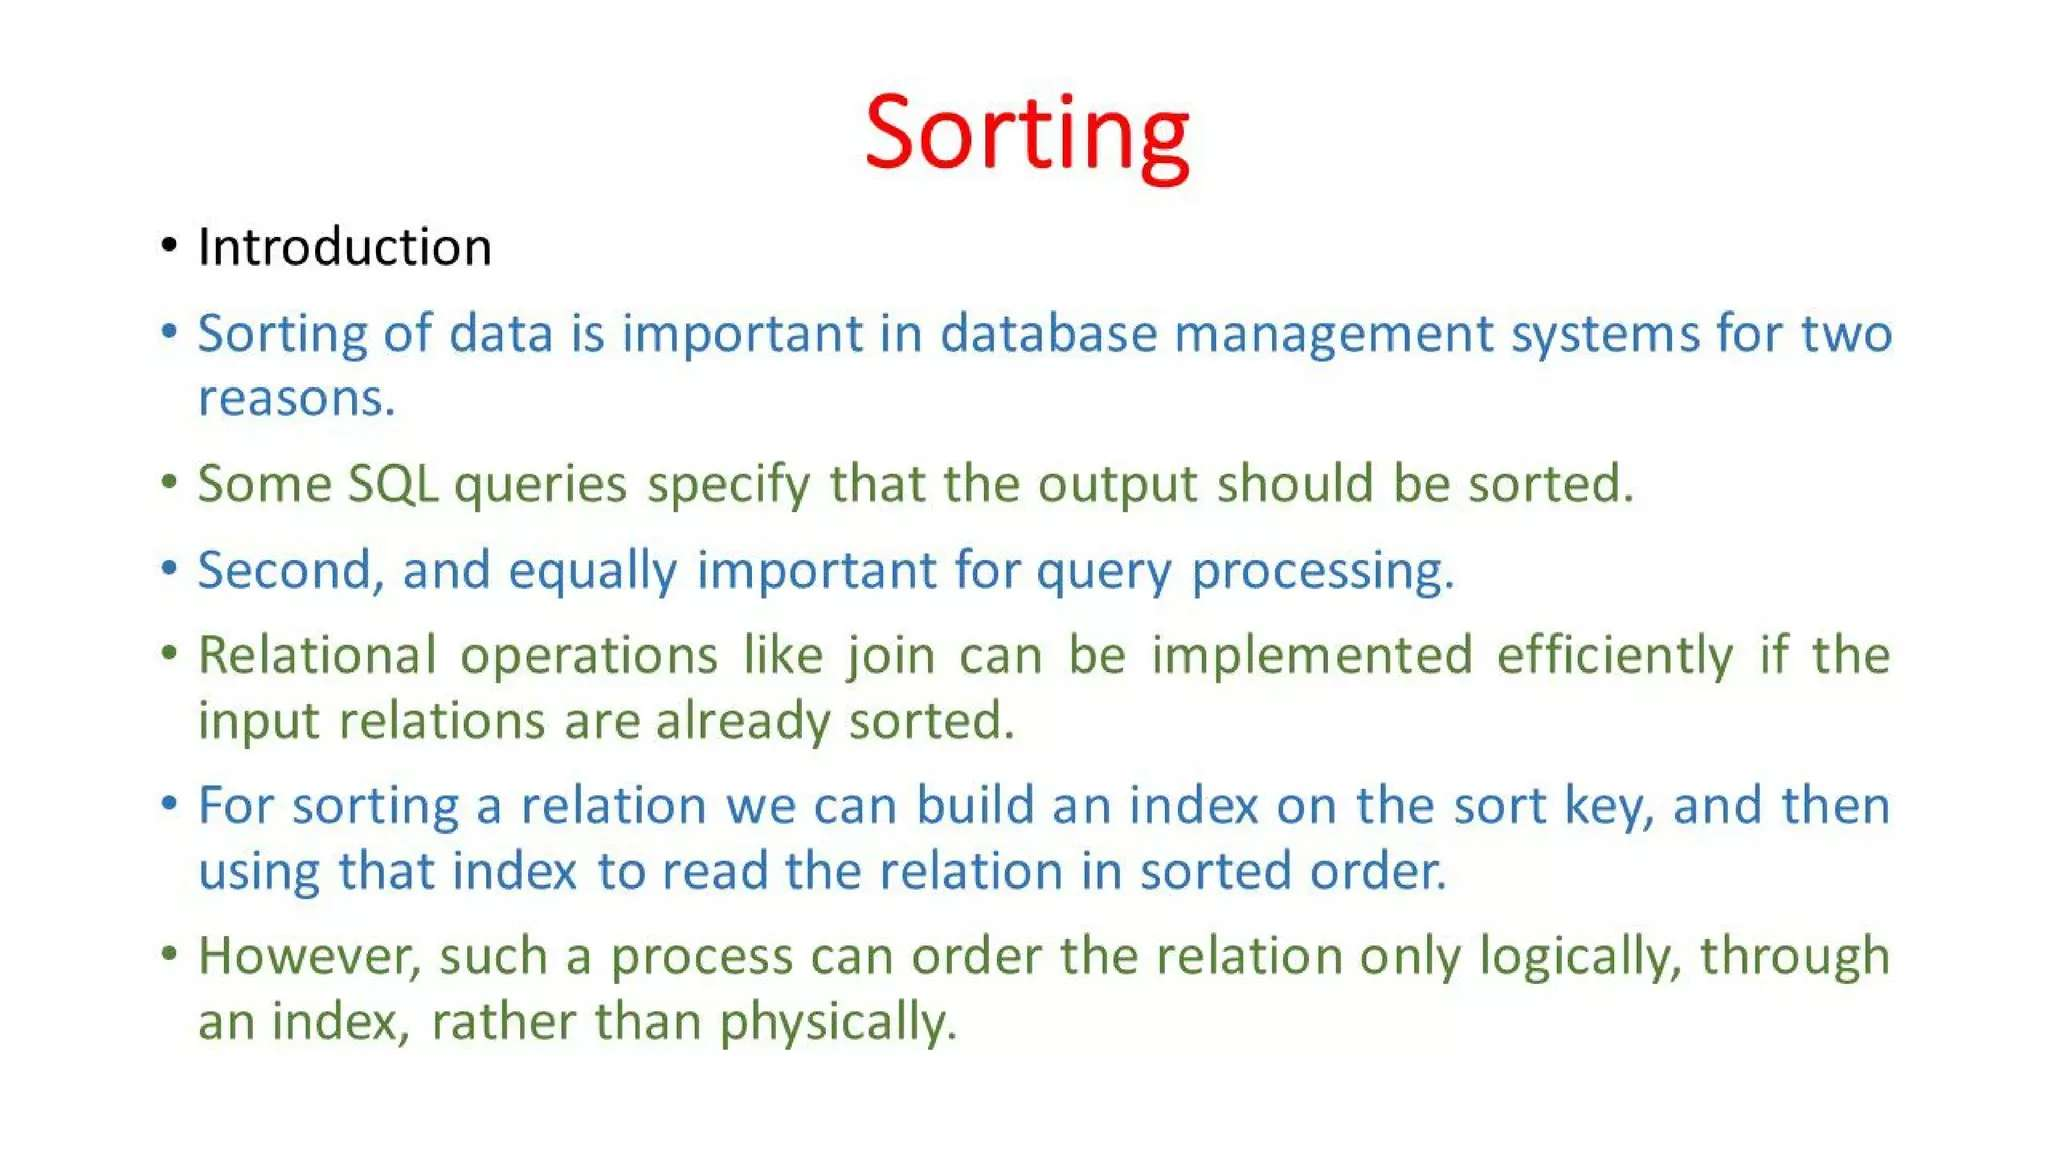 Sorting
• Introduction
• Sorting of data is important in database management systems for two
reasons.
• Some SQL queries specify that the output should be sorted.
• Second, and equally important for query processing.
• Relational operations like join can be implemented efficiently if the
input relations are already sorted.
• For sorting a relation we can build an index on the sort key, and then
using that index to read the relation in sorted order.
• However, such a process can order the relation only logically, through
an index, rather than physically.